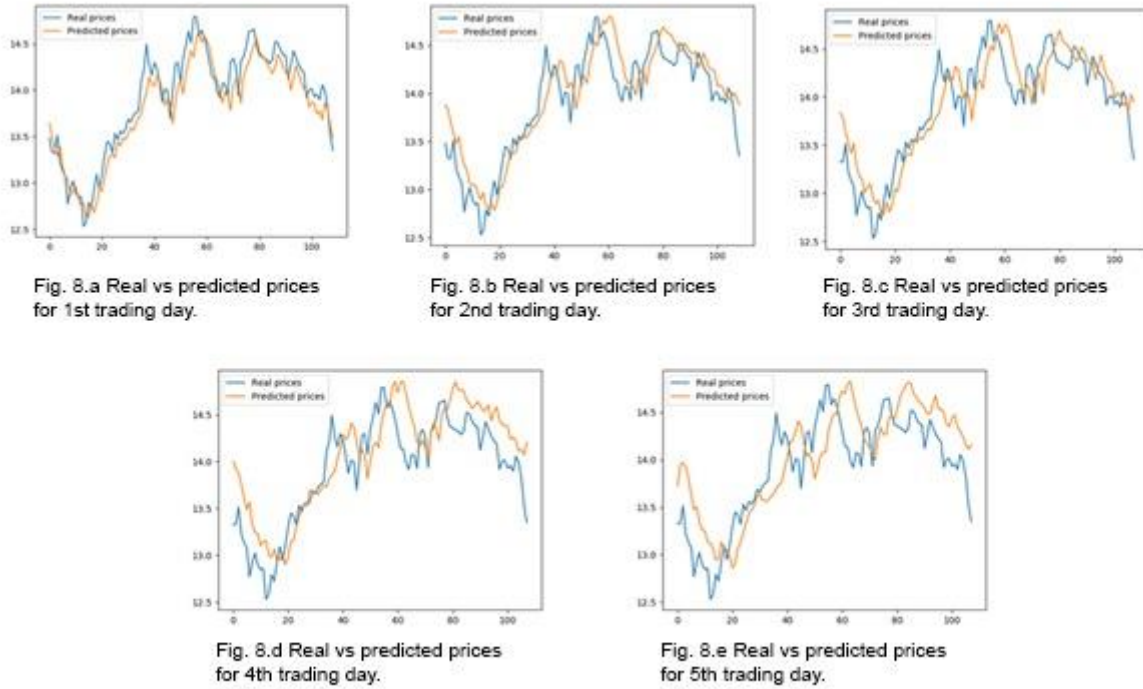 Real prices
Predicted prices
14.5
14.0
13.5
13.0
12.5
0 20 40 60 80 100
Fig. 8.a Real vs predicted prices
for 1st trading day.
Real prices
Predicted prices
14.5
14.0
13.5
13.0
12.5
0 20 40 60 80 100
Fig. 8.b Real vs predicted prices
for 2nd trading day.
Real prices
Predicted prices
14.5
14.0
13.5
13.0
12.5
0 20 40 60 80 100
Fig. 8.c Real vs predicted prices
for 3rd trading day.
Real prices
Predicted prices
14.5
14.0
13.5
13.0
12.5
0 20 40 60 80 100
Fig. 8.d Real vs predicted prices
for 4th trading day.
Real prices
Predicted prices
14.5
14.0
13.5
13.0
12.5
0 20 40 60 80 100
Fig. 8.e Real vs predicted prices
for 5th trading day.